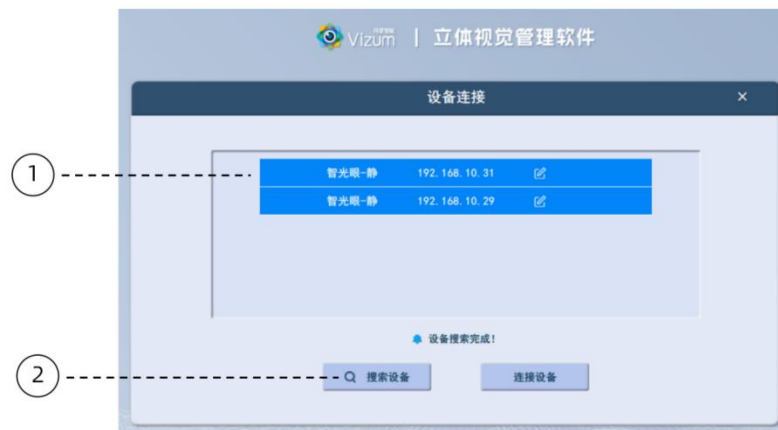 Vizum | 立体视觉管理软件
设备连接 ×
1
智光眼-静 192.168.10.31
智光眼-静 192.168.10.29
设备搜索完成!
2
搜索设备 连接设备